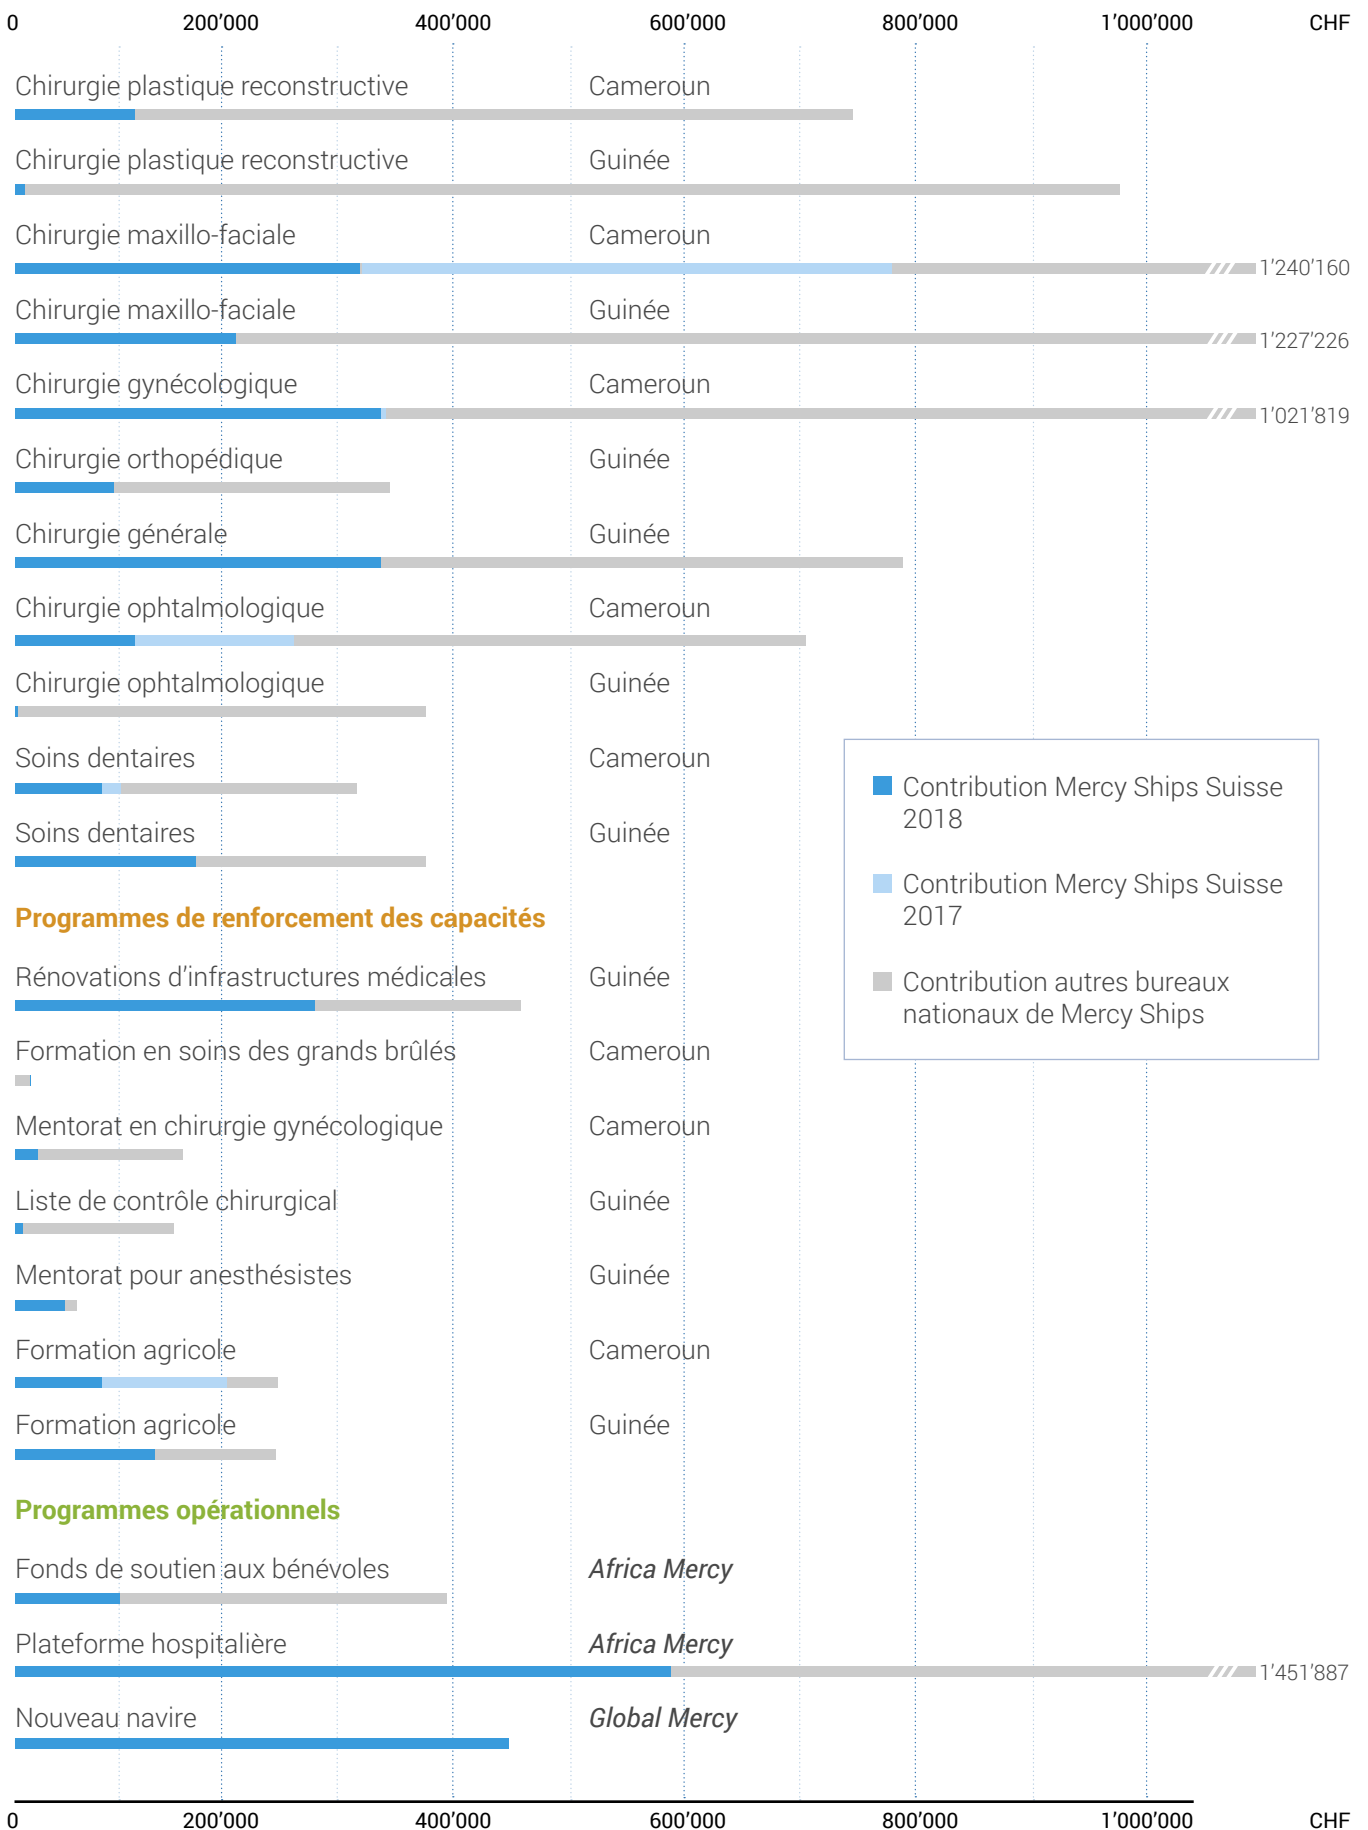 0 200’000 400’000 600’000 800’000 1’000’000 CHF
Chirurgie plastique reconstructive Cameroun
Chirurgie plastique reconstructive Guinée
Chirurgie maxillo-faciale Cameroun
1’240’160
Chirurgie maxillo-faciale Guinée
1’227’226
Chirurgie gynécologique Cameroun
1’021’819
Chirurgie orthopédique Guinée
Chirurgie générale Guinée
Chirurgie ophtalmologique Cameroun
Chirurgie ophtalmologique Guinée
Soins dentaires Cameroun
Soins dentaires Guinée
Contribution Mercy Ships Suisse
2018
Contribution Mercy Ships Suisse
2017
Contribution autres bureaux
nationaux de Mercy Ships
Programmes de renforcement des capacités
Rénovations d’infrastructures médicales Guinée
Formation en soins des grands brûlés Cameroun
Mentorat en chirurgie gynécologique Cameroun
Liste de contrôle chirurgical Guinée
Mentorat pour anesthésistes Guinée
Formation agricole Cameroun
Formation agricole Guinée
Programmes opérationnels
Fonds de soutien aux bénévoles Africa Mercy
Plateforme hospitalière Africa Mercy
1’451’887
Nouveau navire Global Mercy
0 200’000 400’000 600’000 800’000 1’000’000 CHF